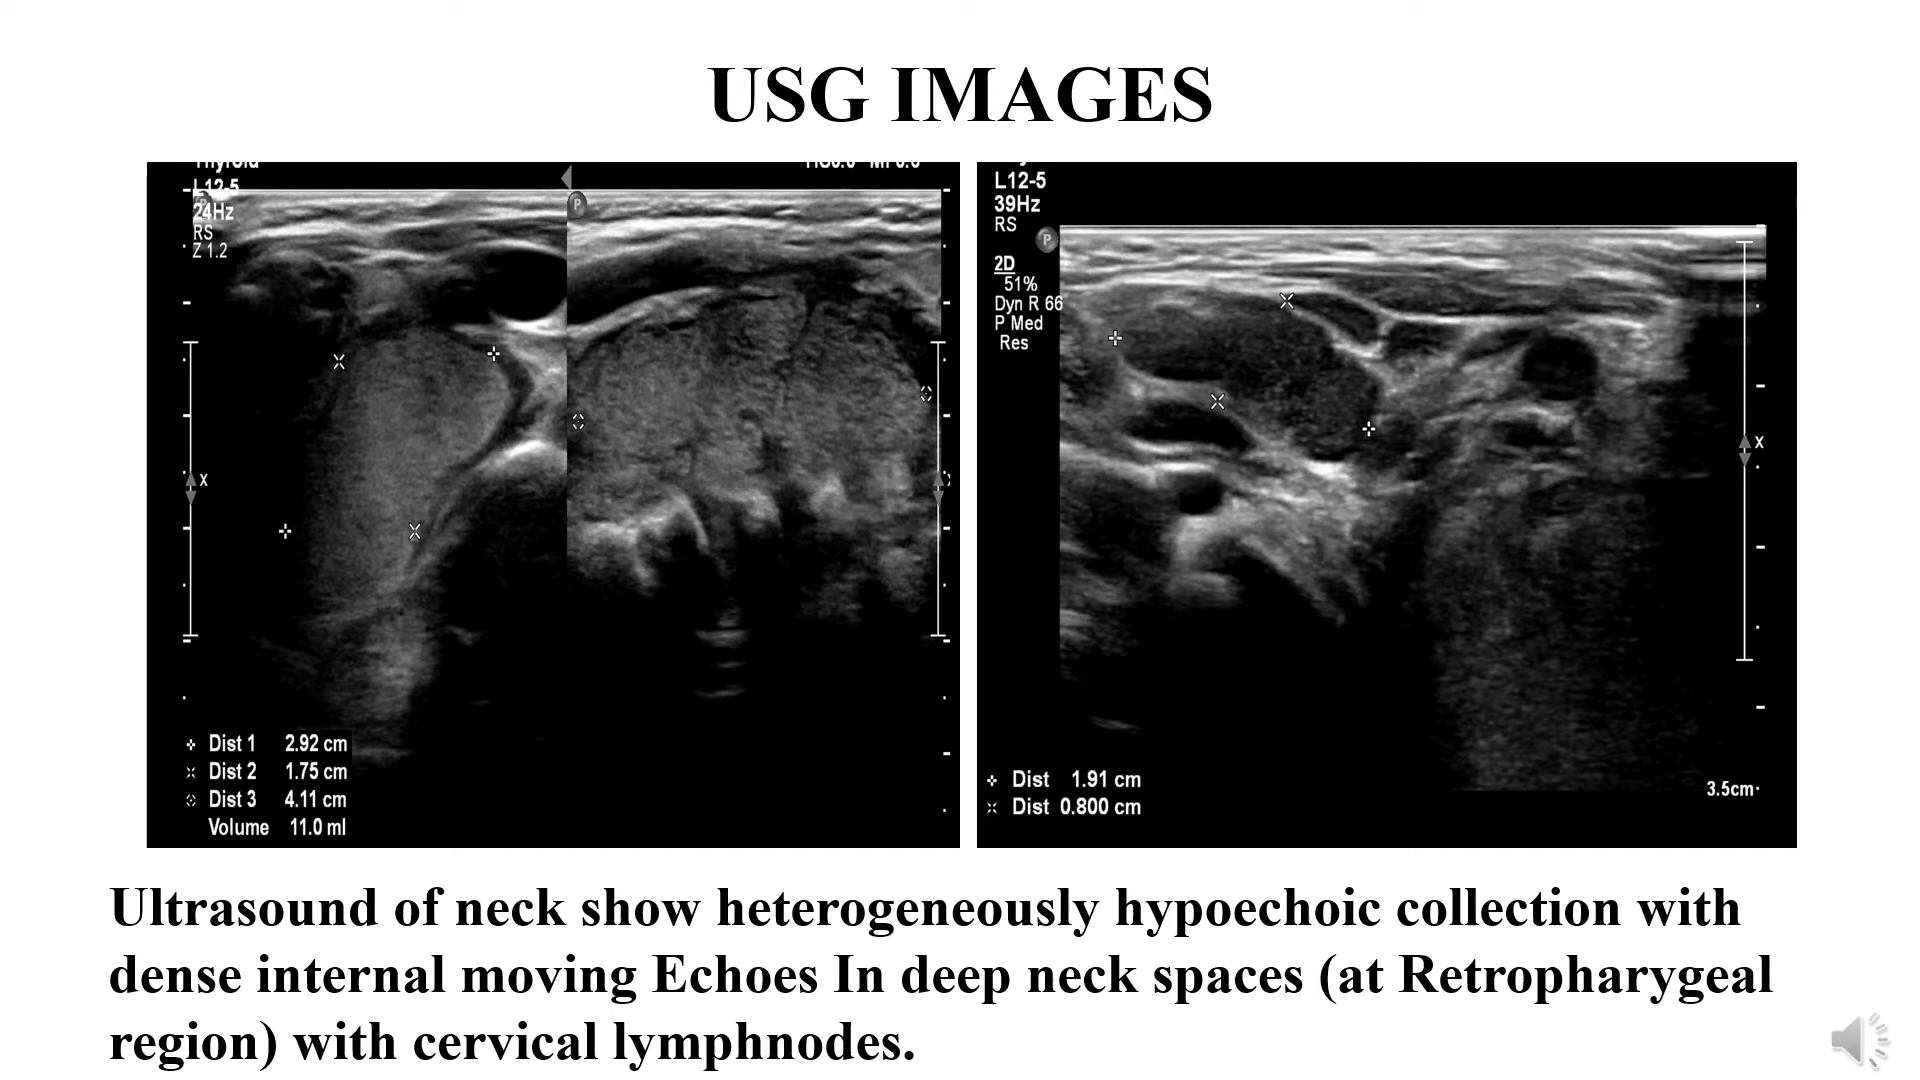 USG IMAGES
L12-5
24Hz
RS
Z 1.2
P
X
Dist 1 2.92 cm
Dist 2 1.75 cm
Dist 3 4.11 cm
Volume 11.0 ml
L12-5
39Hz
RS
P
2D
51%
Dyn R 66
P Med
Res
X
Dist 1.91 cm
Dist 0.800 cm
3.5cm
Ultrasound of neck show heterogeneously hypoechoic collection with
dense internal moving Echoes In deep neck spaces (at Retropharygeal
region) with cervical lymphnodes.